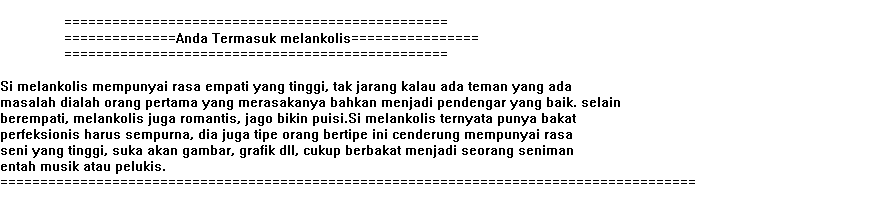 ================================================
==============Anda Termasuk melankolis================
================================================
Si melankolis mempunyai rasa empati yang tinggi, tak jarang kalau ada teman yang ada
masalah dialah orang pertama yang merasakanya bahkan menjadi pendengar yang baik. selain
berempati, melankolis juga romantis, jago bikin puisi.Si melankolis ternyata punya bakat
perfeksionis harus sempurna, dia juga tipe orang bertipe ini cenderung mempunyai rasa
seni yang tinggi, suka akan gambar, grafik dll, cukup berbakat menjadi seorang seniman
entah musik atau pelukis.
=======================================================================================